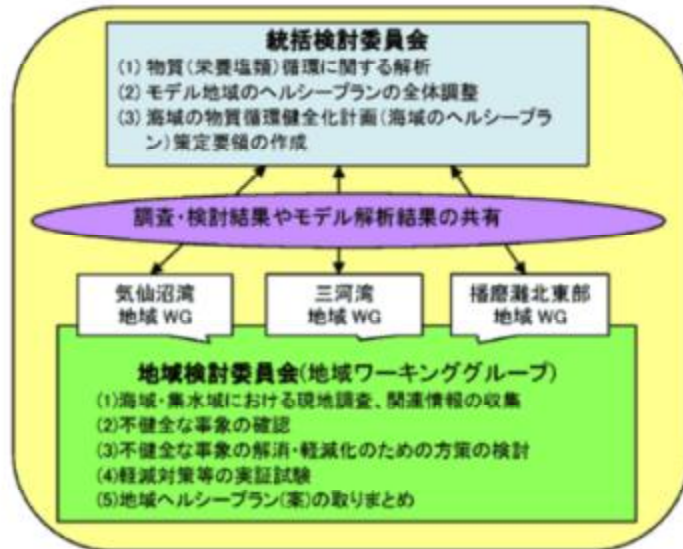 統括検討委員会
(1) 物質(栄養塩類)循環に関する解析
(2) モデル地域のヘルシープランの全体調整
(3) 海域の物質循環健全化計画(海域のヘルシープラ
ン)策定要領の作成
調査・検討結果やモデル解析結果の共有
気仙沼湾
地域 WG
三河湾
地域 WG
播磨灘北東部
地域 WG
地域検討委員会(地域ワーキンググループ)
(1)海域・集水域における現地調査、関連情報の収集
(2)不健全な事象の確認
(3)不健全な事象の解消・軽減化のための方策の検討
(4)軽減対策等の実証試験
(5)地域ヘルシープラン(案)の取りまとめ